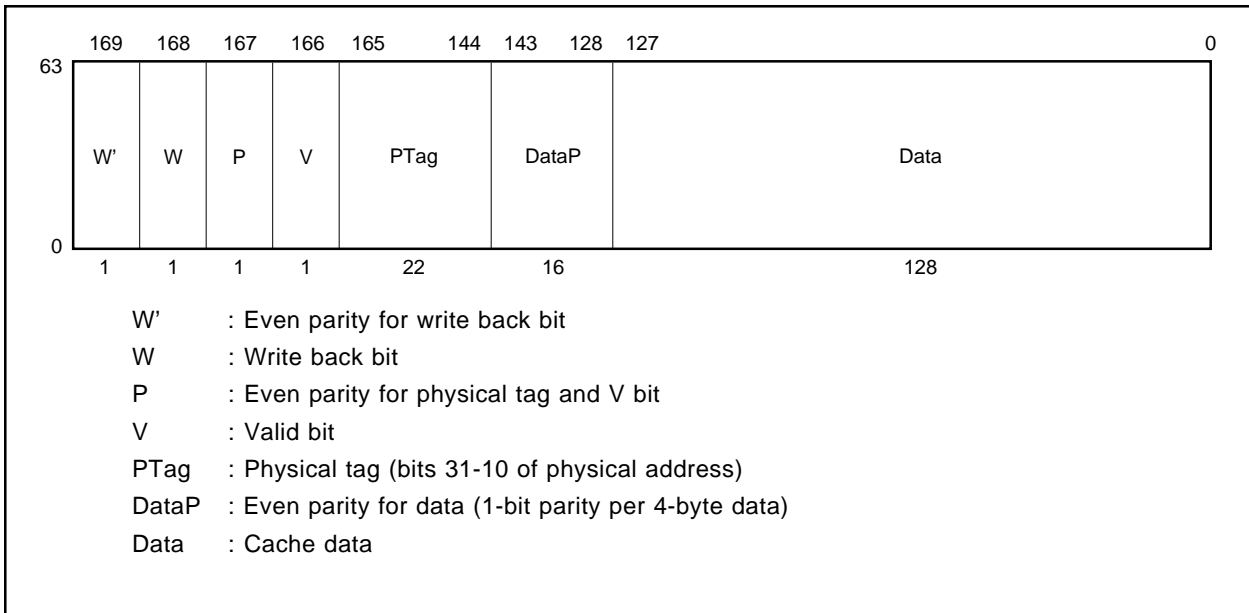 169 168 167 166 165 144 143 128 127 0
63
W' W P V PTag DataP Data
0
1 1 1 1 22 16 128
W' : Even parity for write back bit
W : Write back bit
P : Even parity for physical tag and V bit
V : Valid bit
PTag : Physical tag (bits 31-10 of physical address)
DataP : Even parity for data (1-bit parity per 4-byte data)
Data : Cache data